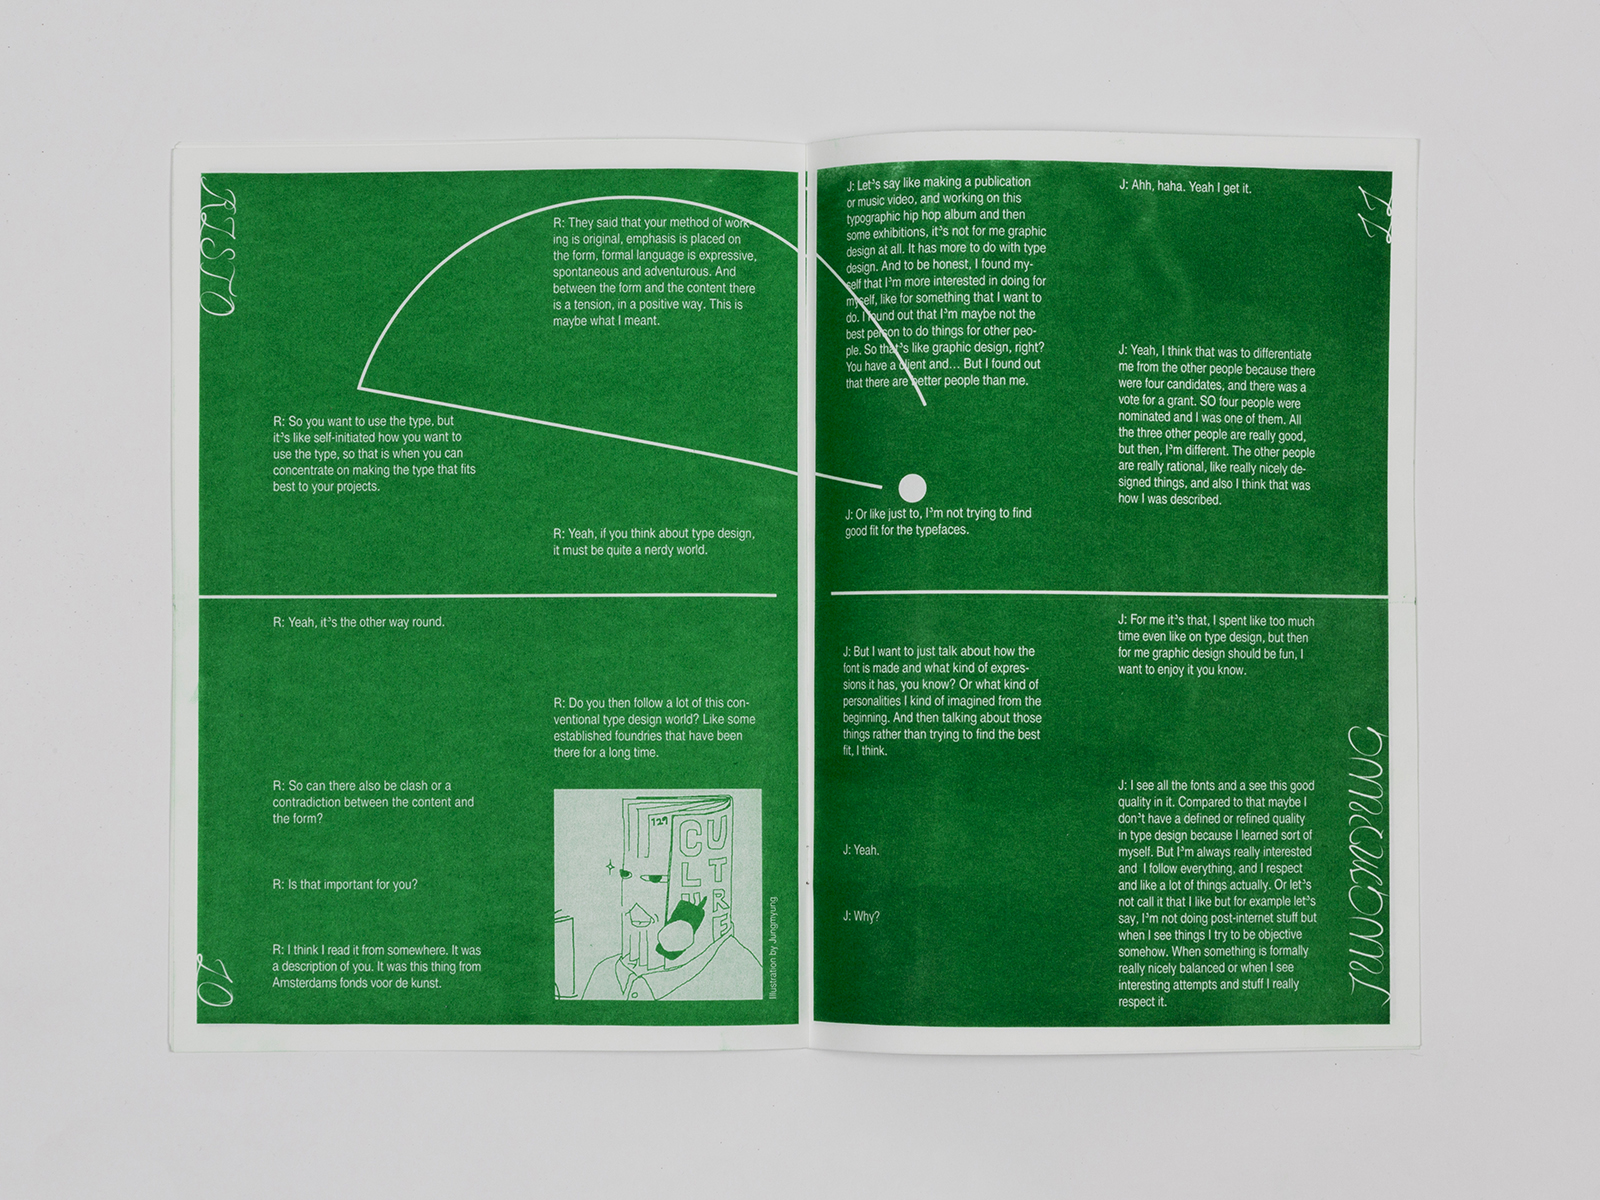 RISTO
R: So you want to use the type, but
it’s like self-initiated how you want to
use the type, so that is when you can
concentrate on making the type that fits
best to your projects.
R: Yeah, it’s the other way round.
R: So can there also be clash or a
contradiction between the content and
the form?
R: Is that important for you?
R: I think I read it from somewhere. It was
a description of you. It was this thing from
Amsterdams fonds voor de kunst.
10
R: They said that your method of work-
ing is original, emphasis is placed on
the form, formal language is expressive,
spontaneous and adventurous. And
between the form and the content there
is a tension, in a positive way. This is
maybe what I meant.
R: Yeah, if you think about type design,
it must be quite a nerdy world.
R: Do you then follow a lot of this con-
ventional type design world? Like some
established foundries that have been
there for a long time.
129
CU
LT
UR
E
Illustration by Jungmyung
J: Let’s say like making a publication
or music video, and working on this
typographic hip hop album and then
some exhibitions, it’s not for me graphic
design at all. It has more to do with type
design. And to be honest, I found my-
self that I’m more interested in doing for
myself, like for something that I want to
do. I found out that I’m maybe not the
best person to do things for other peo-
ple. So that’s like graphic design, right?
You have a client and… But I found out
that there are better people than me.
J: Or like just to, I’m not trying to find
good fit for the typefaces.
J: But I want to just talk about how the
font is made and what kind of expres-
sions it has, you know? Or what kind of
personalities I kind of imagined from the
beginning. And then talking about those
things rather than trying to find the best
fit, I think.
J: Yeah.
J: Why?
J: Ahh, haha. Yeah I get it.
J: Yeah, I think that was to differentiate
me from the other people because there
were four candidates, and there was a
vote for a grant. SO four people were
nominated and I was one of them. All
the three other people are really good,
but then, I’m different. The other people
are really rational, like really nicely de-
signed things, and also I think that was
how I was described.
J: For me it’s that, I spent like too much
time even like on type design, but then
for me graphic design should be fun, I
want to enjoy it you know.
J: I see all the fonts and a see this good
quality in it. Compared to that maybe I
don’t have a defined or refined quality
in type design because I learned sort of
myself. But I’m always really interested
and I follow everything, and I respect
and like a lot of things actually. Or let’s
not call it that I like but for example let’s
say, I’m not doing post-internet stuff but
when I see things I try to be objective
somehow. When something is formally
really nicely balanced or when I see
interesting attempts and stuff I really
respect it.
11
JUNGMYUNG